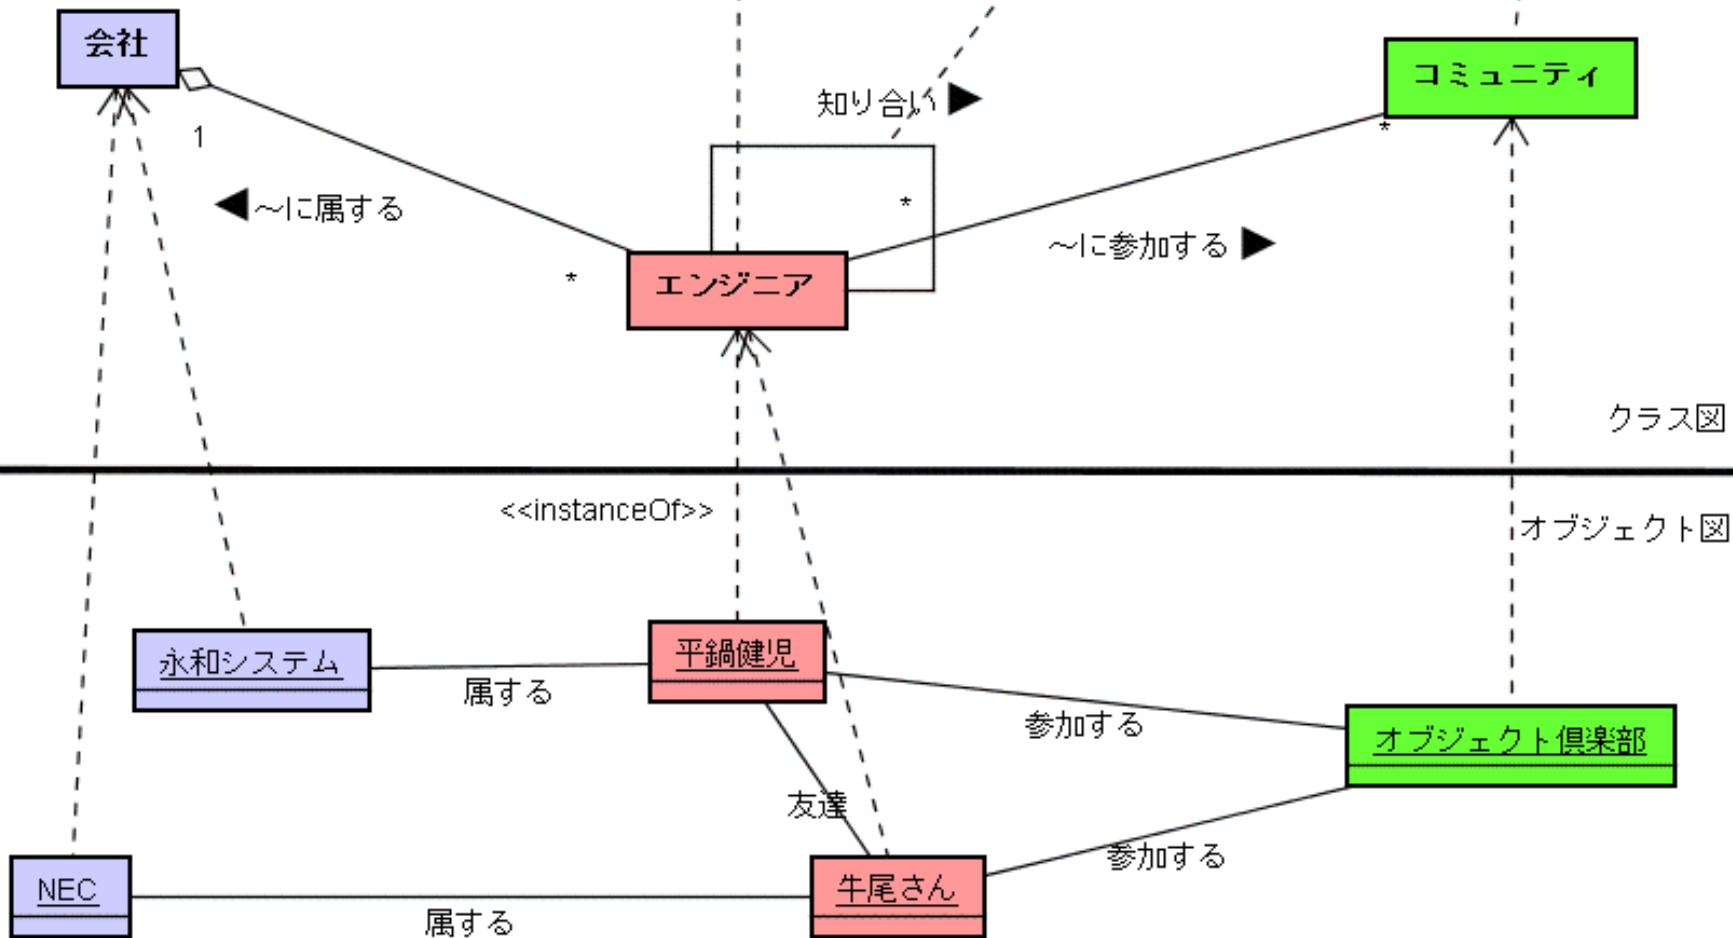 会社
コミュニティ
知り合い ▶
*
1
*
◀ ～に属する
～に参加する ▶
*
エンジニア
クラス図
<<instanceOf>>
オブジェクト図
永和システム
平鍋健児
属する
参加する
オブジェクト倶楽部
友達
参加する
NEC
牛尾さん
属する